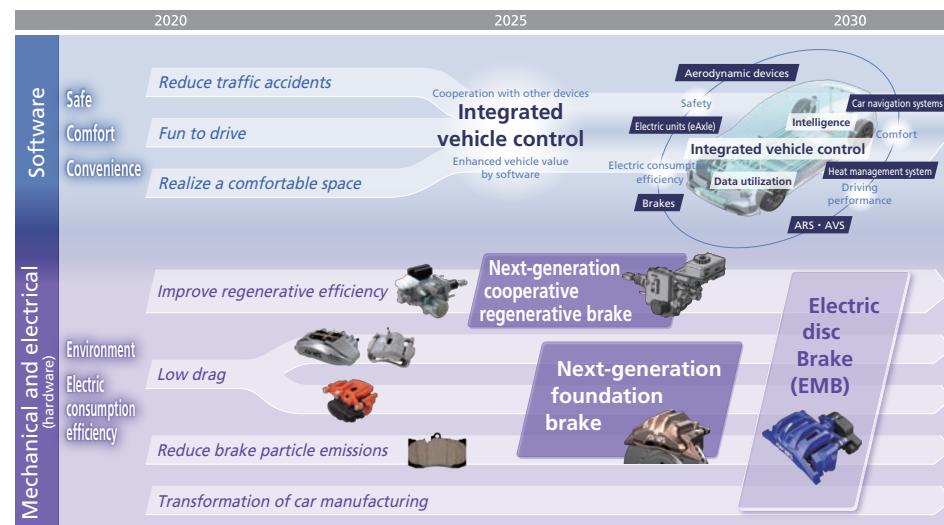 2020 2025 2030
Software
Safe
Comfort
Convenience
Reduce traffic accidents
Fun to drive
Realize a comfortable space
Cooperation with other devices
Integrated
vehicle control
Enhanced vehicle value
by software
Aerodynamic devices
Safety
Car navigation systems
Electric units (eAxle)
Intelligence
Comfort
Integrated vehicle control
Electric consumption
efficiency
Data utilization
Heat management system
Driving
performance
Brakes
ARS・AVS
Mechanical and electrical
(hardware)
Environment
Electric
consumption
efficiency
Improve regenerative efficiency
Next-generation
cooperative
regenerative brake
Low drag
Next-generation
foundation
brake
Reduce brake particle emissions
Transformation of car manufacturing
Electric
disc
Brake
(EMB)